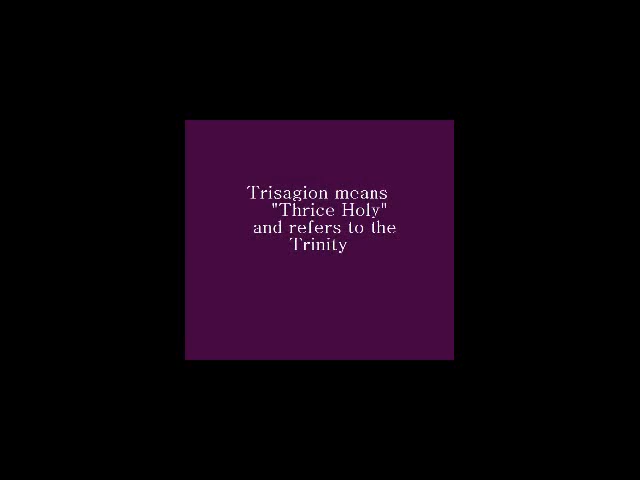 Trisagion means
"Thrice Holy"
and refers to the
Trinity